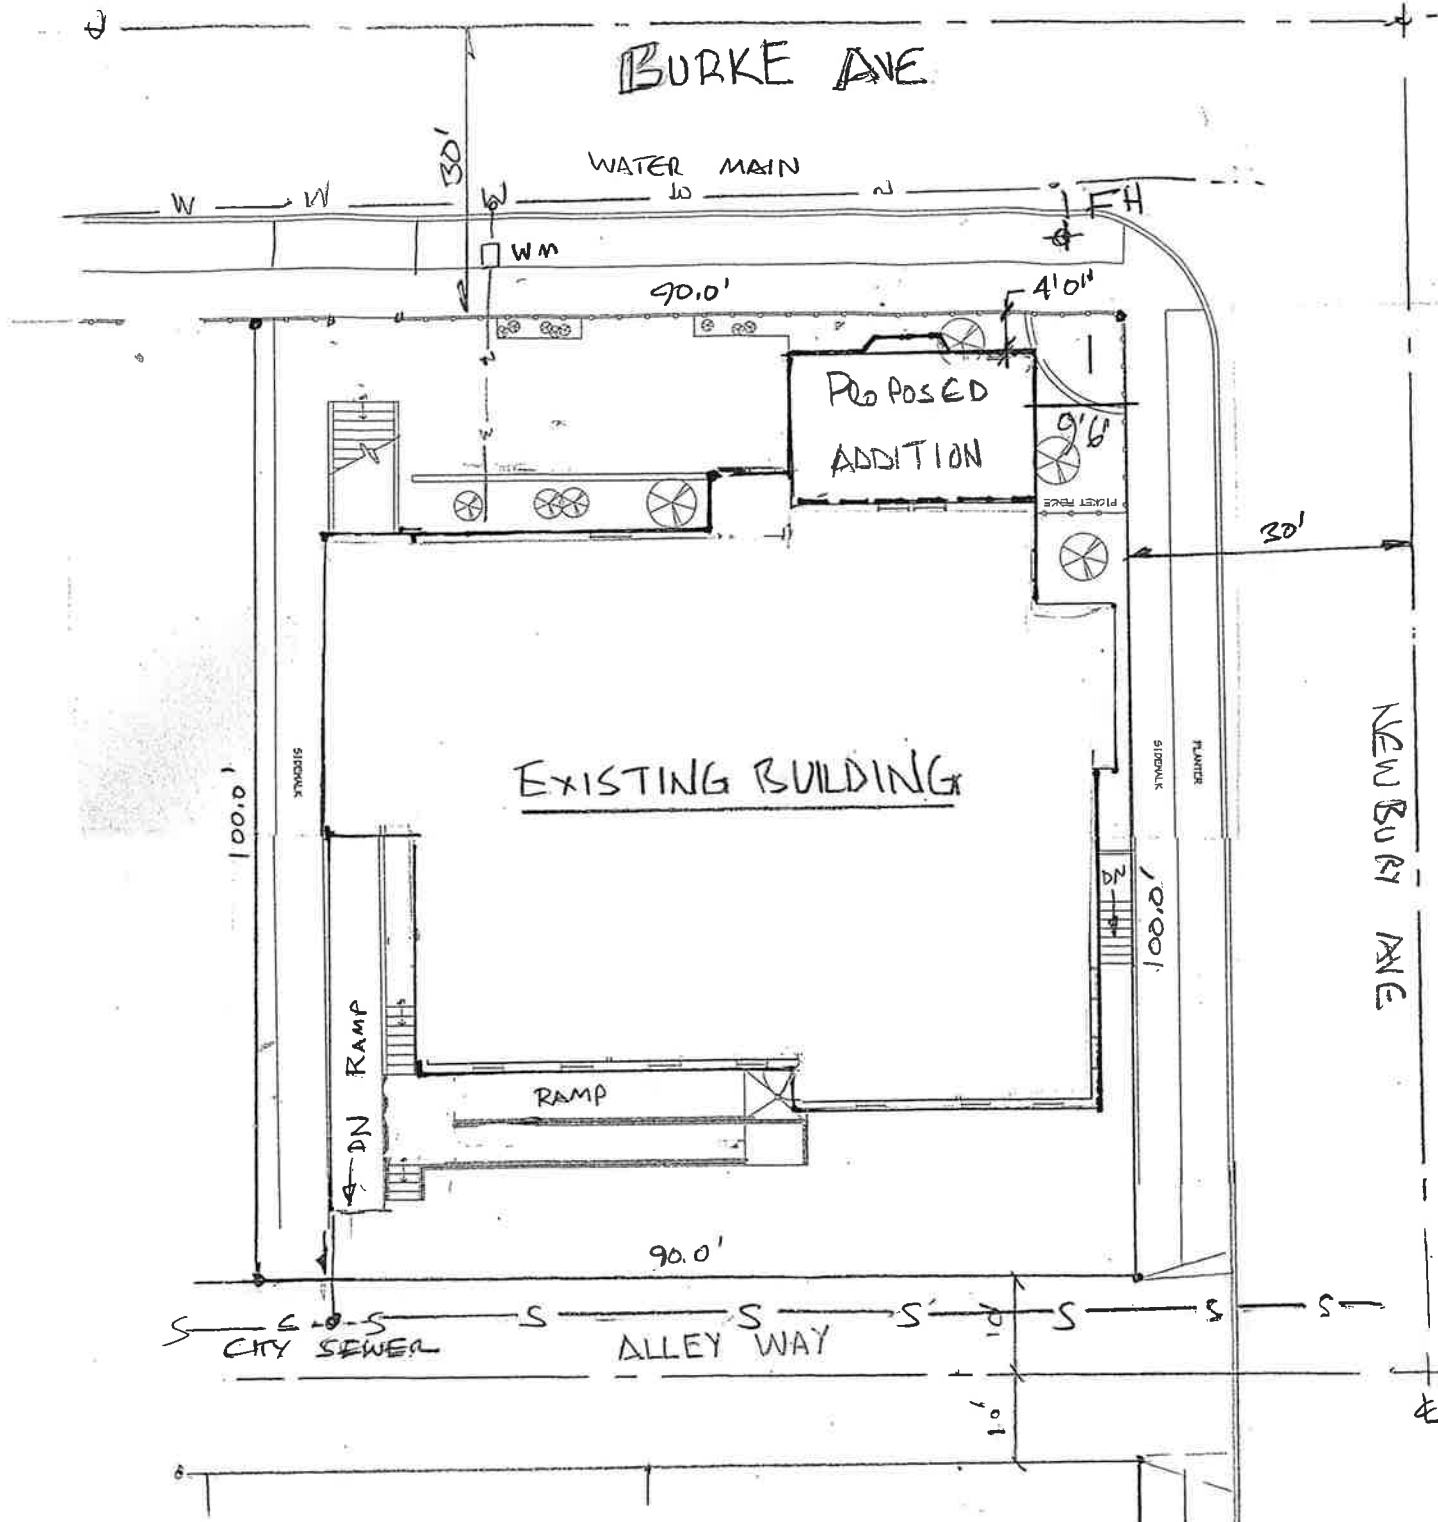 BURKE AVE
30'
WATER MAIN
W W W W W
FH
WM
90.0'
4'0"
PROPOSED
ADDITION
9'6"
PICKET FENCE
30'
EXISTING BUILDING
SIDEWALK
100.0'
SIDEWALK
PLANTER
NEWBURY AVE
DN
100.0'
DN RAMP
RAMP
90.0'
S S S S S S S S S
CITY SEWER
ALLEY WAY
10'
10'
℄